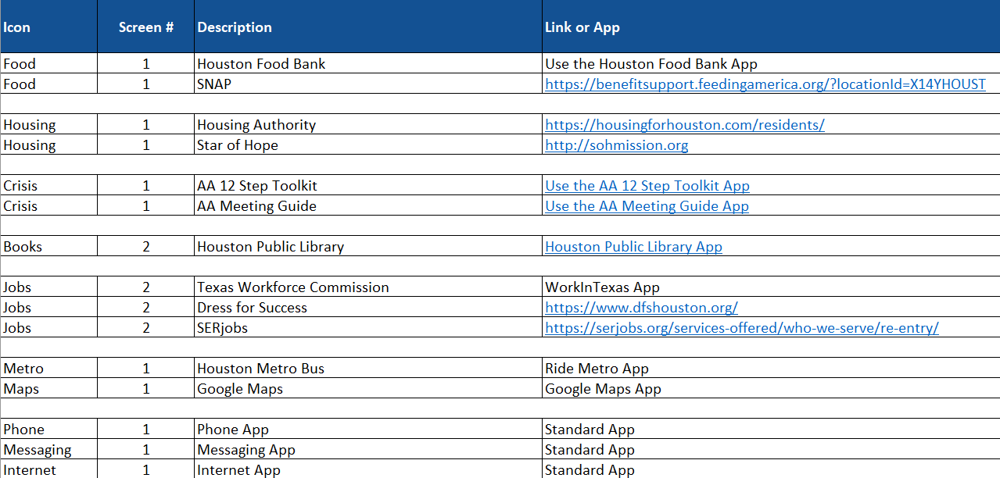 Icon Screen # Description Link or App
Food 1 Houston Food Bank Use the Houston Food Bank App
Food 1 SNAP https://benefitsupport.feedingamerica.org/?locationId=X14YHOUST
Housing 1 Housing Authority https://housingforhouston.com/residents/
Housing 1 Star of Hope http://sohmission.org
Crisis 1 AA 12 Step Toolkit Use the AA 12 Step Toolkit App
Crisis 1 AA Meeting Guide Use the AA Meeting Guide App
Books 2 Houston Public Library Houston Public Library App
Jobs 2 Texas Workforce Commission WorkInTexas App
Jobs 2 Dress for Success https://www.dfshouston.org/
Jobs 2 SERjobs https://serjobs.org/services-offered/who-we-serve/re-entry/
Metro 1 Houston Metro Bus Ride Metro App
Maps 1 Google Maps Google Maps App
Phone 1 Phone App Standard App
Messaging 1 Messaging App Standard App
Internet 1 Internet App Standard App